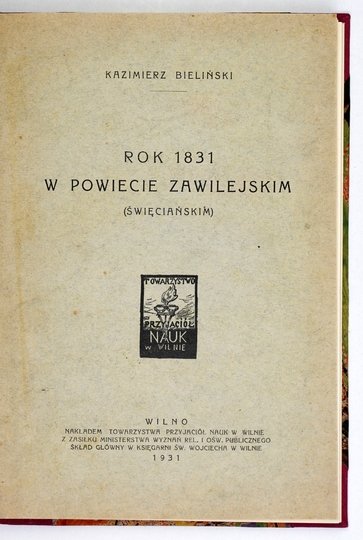 KAZIMIERZ BIELIŃSKI
ROK 1831
W POWIECIE ZAWILEJSKIM
(ŚWIĘCIAŃSKIM)
TOWARZYSTWO
PRZYJACIÓŁ
NAUK
W WILNIE
WILNO
NAKŁADEM TOWARZYSTWA PRZYJACIÓŁ NAUK W WILNIE
Z ZASIŁKU MINISTERSTWA WYZNAŃ REL. I OŚW. PUBLICZNEGO
SKŁAD GŁÓWNY W KSIĘGARNI ŚW. WOJCIECHA W WILNIE
1931